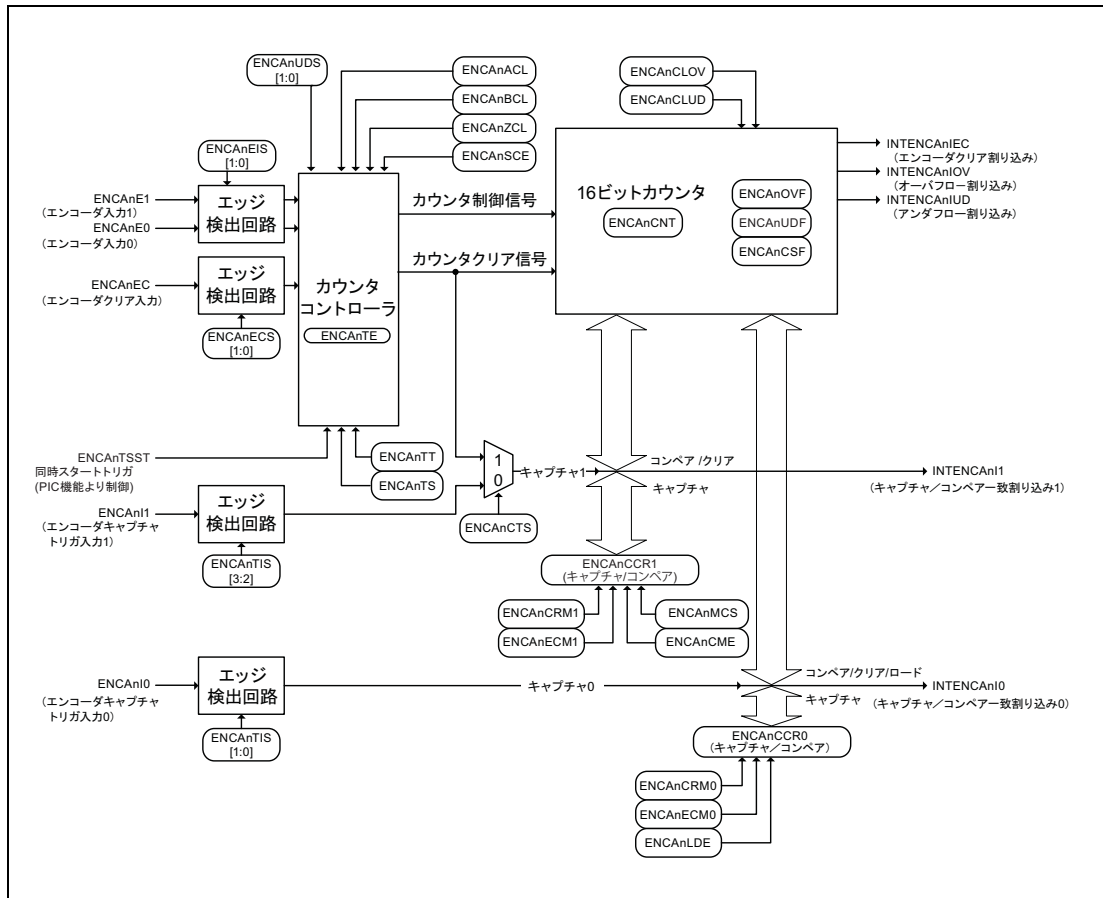 ENCAnUDS
[1:0]
ENCAnACL
ENCAnBCL
ENCAnZCL
ENCAnSCE
ENCAnCLOV
ENCAnCLUD
ENCAnEIS
[1:0]
ENCAnE1
(エンコーダ入力1)
ENCAnE0
(エンコーダ入力0)
エッジ
検出回路
ENCAnEC
(エンコーダクリア入力)
エッジ
検出回路
ENCAnECS
[1:0]
カウンタ
コントローラ
ENCAnTE
カウンタ制御信号
カウンタクリア信号
16ビットカウンタ
ENCAnCNT
ENCAnOVF
ENCAnUDF
ENCAnCSF
INTENCAnIEC
(エンコーダクリア割り込み)
INTENCAnIOV
(オーバフロー割り込み)
INTENCAnIUD
(アンダフロー割り込み)
ENCAnTSST
同時スタートトリガ
(PIC機能より制御)
ENCAnTT
ENCAnTS
1
0
ENCAnCTS
キャプチャ1
コンペア /クリア
キャプチャ
INTENCAnI1
(キャプチャ/コンペア一致割り込み1)
ENCAnI1
(エンコーダキャプチャ
トリガ入力1)
エッジ
検出回路
ENCAnTIS
[3:2]
ENCAnCCR1
(キャプチャ/コンペア)
ENCAnCRM1
ENCAnECM1
ENCAnMCS
ENCAnCME
ENCAnI0
(エンコーダキャプチャ
トリガ入力0)
エッジ
検出回路
ENCAnTIS
[1:0]
キャプチャ0
コンペア/クリア/ロード
キャプチャ
INTENCAnI0
(キャプチャ/コンペア一致割り込み0)
ENCAnCCR0
(キャプチャ/コンペア)
ENCAnCRM0
ENCAnECM0
ENCAnLDE